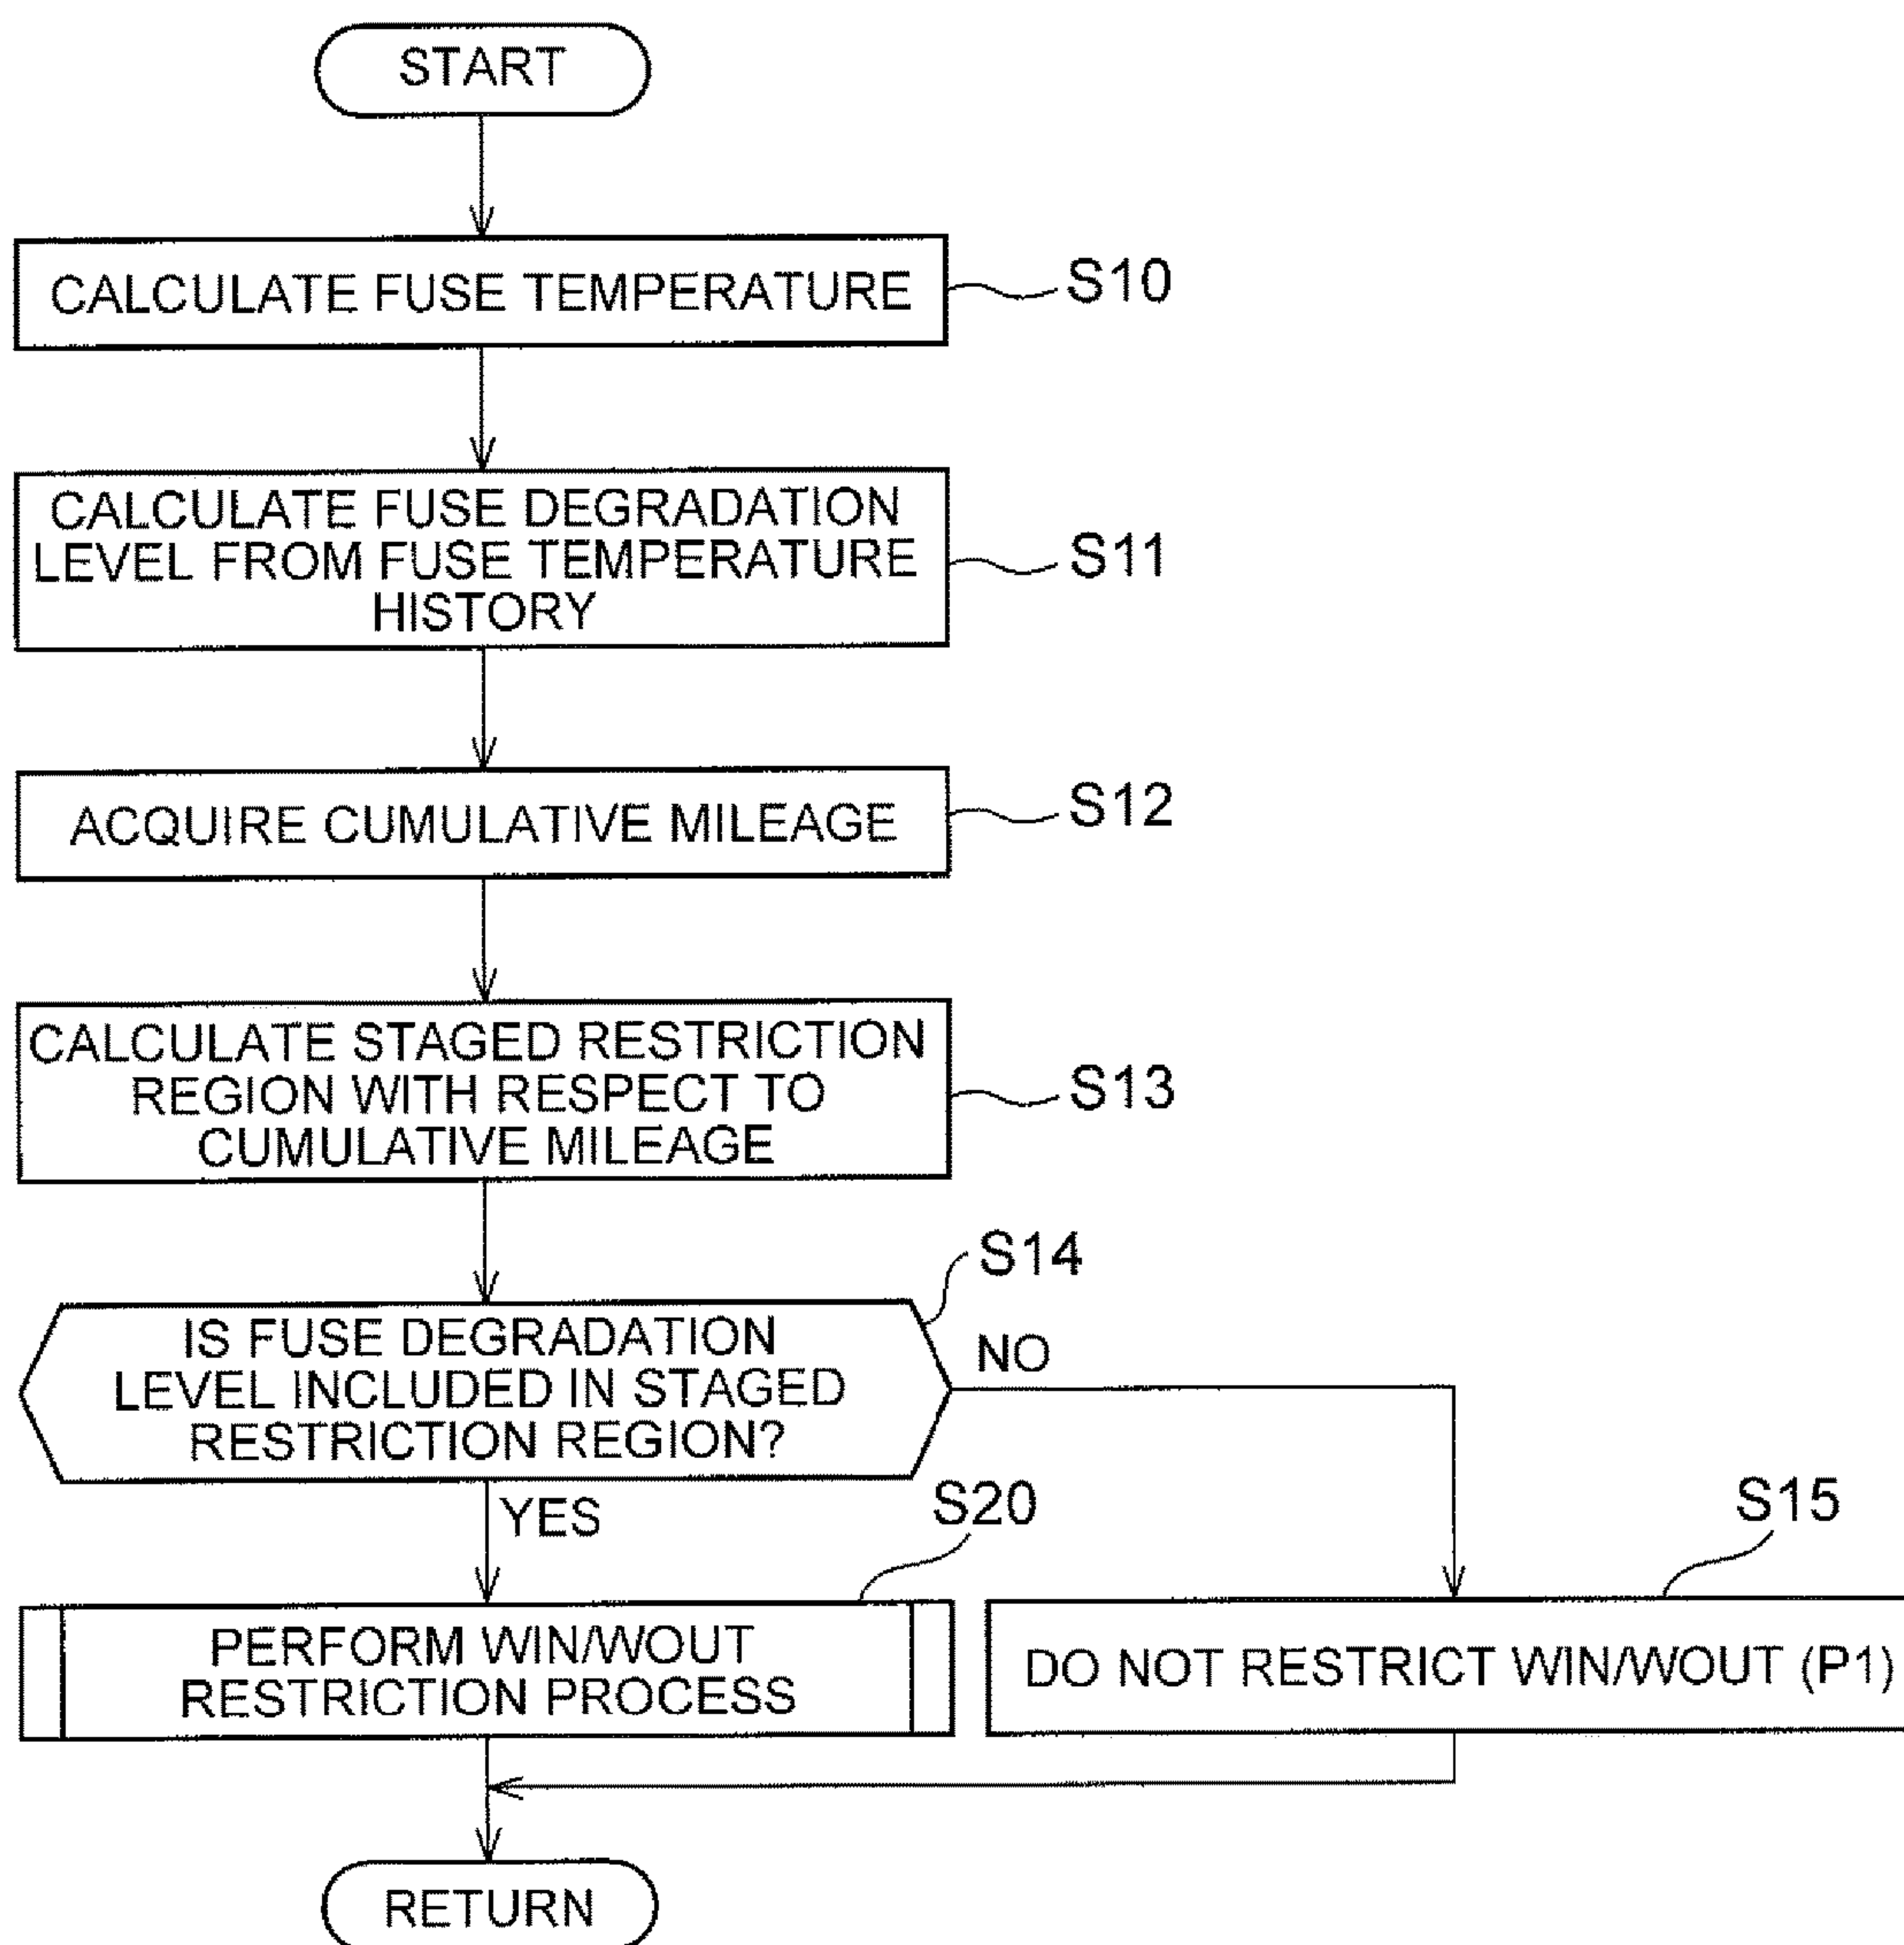 START
CALCULATE FUSE TEMPERATURE
S10
CALCULATE FUSE DEGRADATION
LEVEL FROM FUSE TEMPERATURE
HISTORY
S11
ACQUIRE CUMULATIVE MILEAGE
S12
CALCULATE STAGED RESTRICTION
REGION WITH RESPECT TO
CUMULATIVE MILEAGE
S13
S14
IS FUSE DEGRADATION
LEVEL INCLUDED IN STAGED
RESTRICTION REGION?
NO
YES
S20
S15
PERFORM WIN/WOUT
RESTRICTION PROCESS
DO NOT RESTRICT WIN/WOUT (P1)
RETURN